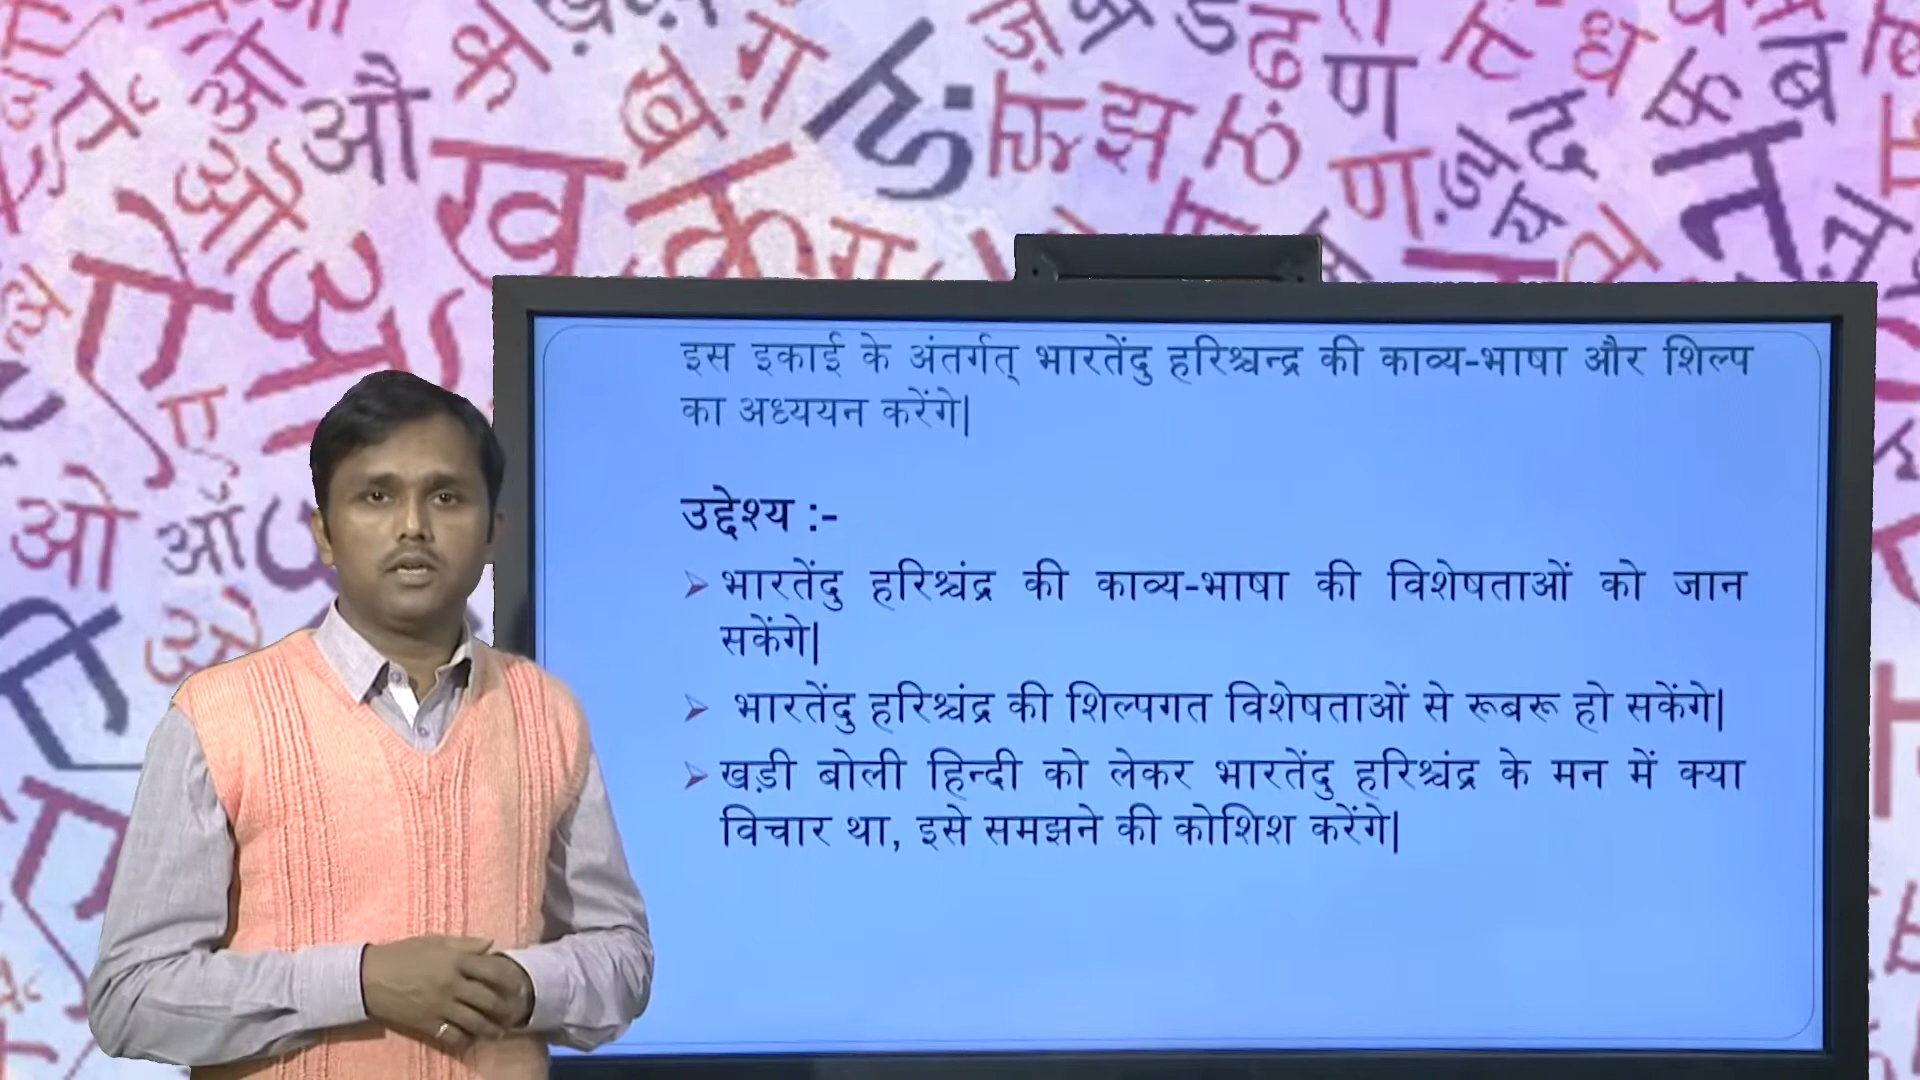 इस इकाई के अंतर्गत् भारतेंदु हरिश्चन्द्र की काव्य-भाषा और शिल्प
का अध्ययन करेंगे|
उद्देश्य :-
भारतेंदु हरिश्चंद्र की काव्य-भाषा की विशेषताओं को जान
सकेंगे|
भारतेंदु हरिश्चंद्र की शिल्पगत विशेषताओं से रूबरू हो सकेंगे|
खड़ी बोली हिन्दी को लेकर भारतेंदु हरिश्चंद्र के मन में क्या
विचार था, इसे समझने की कोशिश करेंगे|